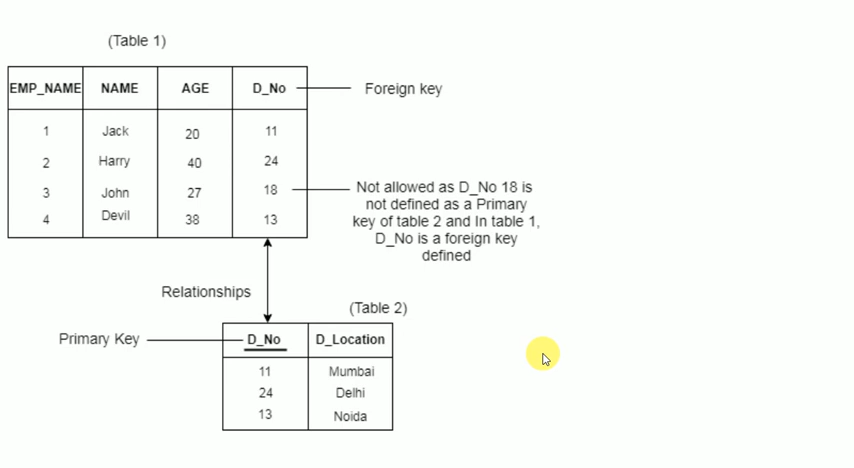 (Table 1)
EMP_NAME NAME AGE D_No
Foreign key
1 Jack 20 11
2 Harry 40 24
3 John 27 18
4 Devil 38 13
Not allowed as D_No 18 is
not defined as a Primary
key of table 2 and In table 1,
D_No is a foreign key
defined
Relationships
(Table 2)
Primary Key
D_No D_Location
11 Mumbai
24 Delhi
13 Noida